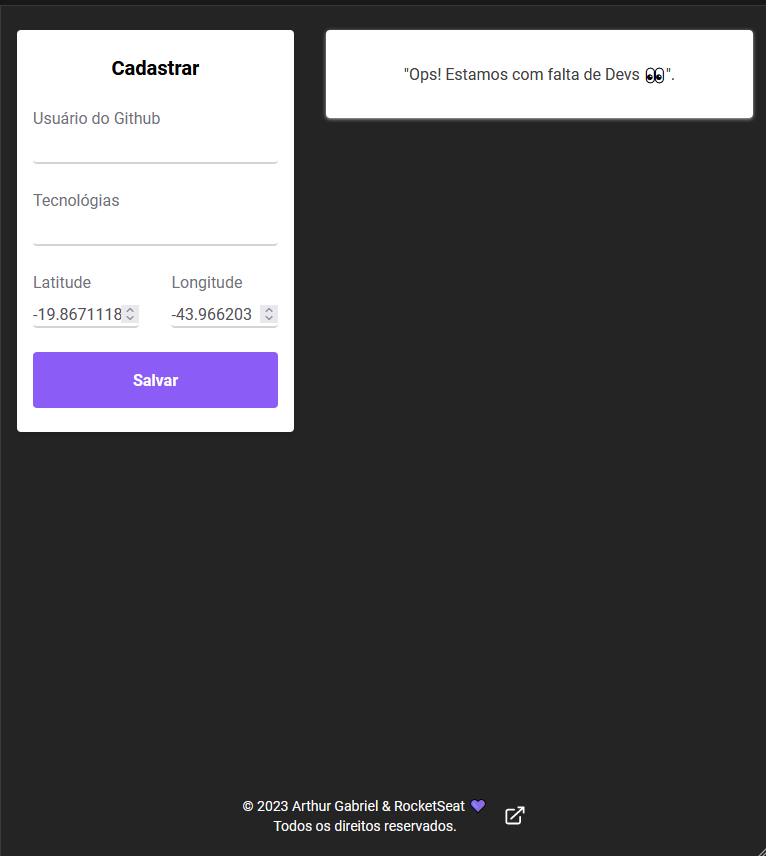 Cadastrar
Usuário do Github
Tecnológias
Latitude
Longitude
-19.8671118
-43.966203
Salvar
"Ops! Estamos com falta de Devs 👀".
© 2023 Arthur Gabriel & RocketSeat 💜
Todos os direitos reservados.